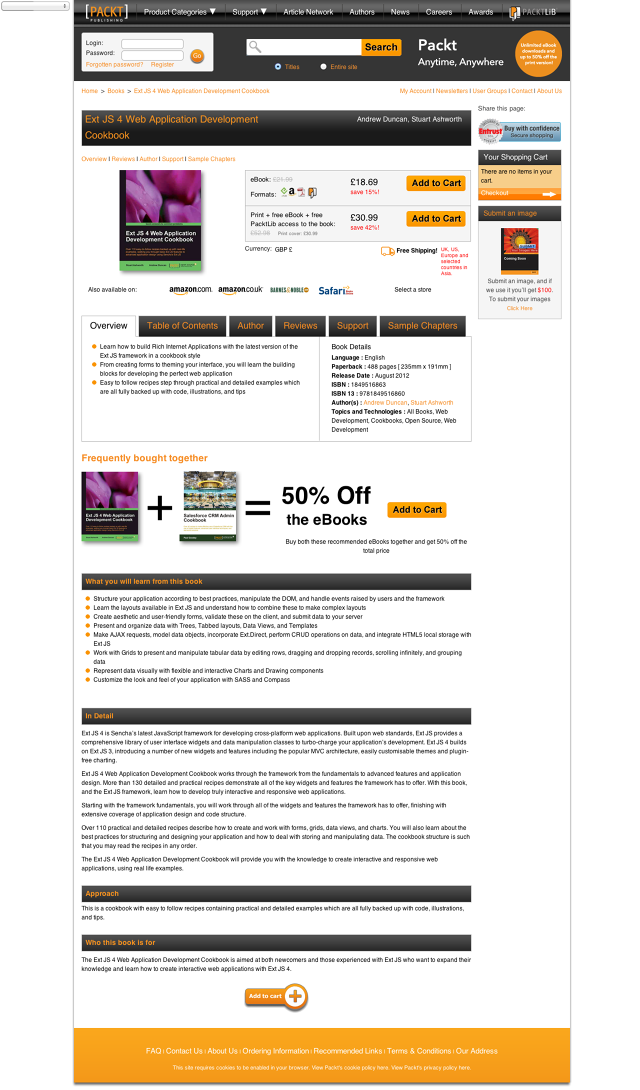 [PACKT]
PUBLISHING
Product Categories ▼
Support ▼
Article Network
Authors
News
Careers
Awards
PACKTLIB
Login:
Password:
Go
Forgotten password?
Register
Search
Titles
Entire site
Packt
Anytime, Anywhere
Unlimited eBook
downloads and
up to 50% off the
print version!
Home > Books > Ext JS 4 Web Application Development Cookbook
My Account | Newsletters | User Groups | Contact | About Us
Ext JS 4 Web Application Development
Cookbook
Andrew Duncan, Stuart Ashworth
Overview | Reviews | Author | Support | Sample Chapters
Ext JS 4 Web Application
Development Cookbook
eBook: £21.99
Formats:
£18.69
save 15%!
Add to Cart
Print + free eBook + free
PacktLib access to the book:
£52.98 Print cover: £30.99
£30.99
save 42%!
Add to Cart
Currency: GBP £
Free Shipping!
UK, US,
Europe and
selected
countries in
Asia.
Also available on:
amazon.com.
amazon.co.uk
BARNES&NOBLE
Safari
Select a store
Overview
Table of Contents
Author
Reviews
Support
Sample Chapters
Learn how to build Rich Internet Applications with the latest version of the
Ext JS framework in a cookbook style
From creating forms to theming your interface, you will learn the building
blocks for developing the perfect web application
Easy to follow recipes step through practical and detailed examples which
are all fully backed up with code, illustrations, and tips
Book Details
Language : English
Paperback : 488 pages [ 235mm x 191mm ]
Release Date : August 2012
ISBN : 1849516863
ISBN 13 : 9781849516860
Author(s) : Andrew Duncan, Stuart Ashworth
Topics and Technologies : All Books, Web
Development, Cookbooks, Open Source, Web
Development
Share this page:
Entrust
Buy with confidence
Secure shopping
Your Shopping Cart
There are no items in your
cart.
Checkout
Submit an image
Coming Soon
Submit an image, and if
we use it you'll get $100.
To submit your images
Click Here
Frequently bought together
Ext JS 4 Web Application
Development Cookbook
+
Salesforce CRM Admin
Cookbook
=
50% Off
the eBooks
Add to Cart
Buy both these recommended eBooks together and get 50% off the
total price
What you will learn from this book
Structure your application according to best practices, manipulate the DOM, and handle events raised by users and the framework
Learn the layouts available in Ext JS and understand how to combine these to make complex layouts
Create aesthetic and user-friendly forms, validate these on the client, and submit data to your server
Present and organize data with Trees, Tabbed layouts, Data Views, and Templates
Make AJAX requests, model data objects, incorporate Ext.Direct, perform CRUD operations on data, and integrate HTML5 local storage with
Ext JS
Work with Grids to present and manipulate tabular data by editing rows, dragging and dropping records, scrolling infinitely, and grouping
data
Represent data visually with flexible and interactive Charts and Drawing components
Customize the look and feel of your application with SASS and Compass
In Detail
Ext JS 4 is Sencha's latest JavaScript framework for developing cross-platform web applications. Built upon web standards, Ext JS provides a
comprehensive library of user interface widgets and data manipulation classes to turbo-charge your application's development. Ext JS 4 builds
on Ext JS 3, introducing a number of new widgets and features including the popular MVC architecture, easily customisable themes and plugin-
free charting.
Ext JS 4 Web Application Development Cookbook works through the framework from the fundamentals to advanced features and application
design. More than 130 detailed and practical recipes demonstrate all of the key widgets and features the framework has to offer. With this book,
and the Ext JS framework, learn how to develop truly interactive and responsive web applications.
Starting with the framework fundamentals, you will work through all of the widgets and features the framework has to offer, finishing with
extensive coverage of application design and code structure.
Over 110 practical and detailed recipes describe how to create and work with forms, grids, data views, and charts. You will also learn about the
best practices for structuring and designing your application and how to deal with storing and manipulating data. The cookbook structure is such
that you may read the recipes in any order.
The Ext JS 4 Web Application Development Cookbook will provide you with the knowledge to create interactive and responsive web
applications, using real life examples.
Approach
This is a cookbook with easy to follow recipes containing practical and detailed examples which are all fully backed up with code, illustrations,
and tips.
Who this book is for
The Ext JS 4 Web Application Development Cookbook is aimed at both newcomers and those experienced with Ext JS who want to expand their
knowledge and learn how to create interactive web applications with Ext JS 4.
Add to cart
FAQ | Contact Us | About Us | Ordering Information | Recommended Links | Terms & Conditions | Our Address
This site requires cookies to be enabled in your browser. View Packt's cookie policy here. View Packt's privacy policy here.